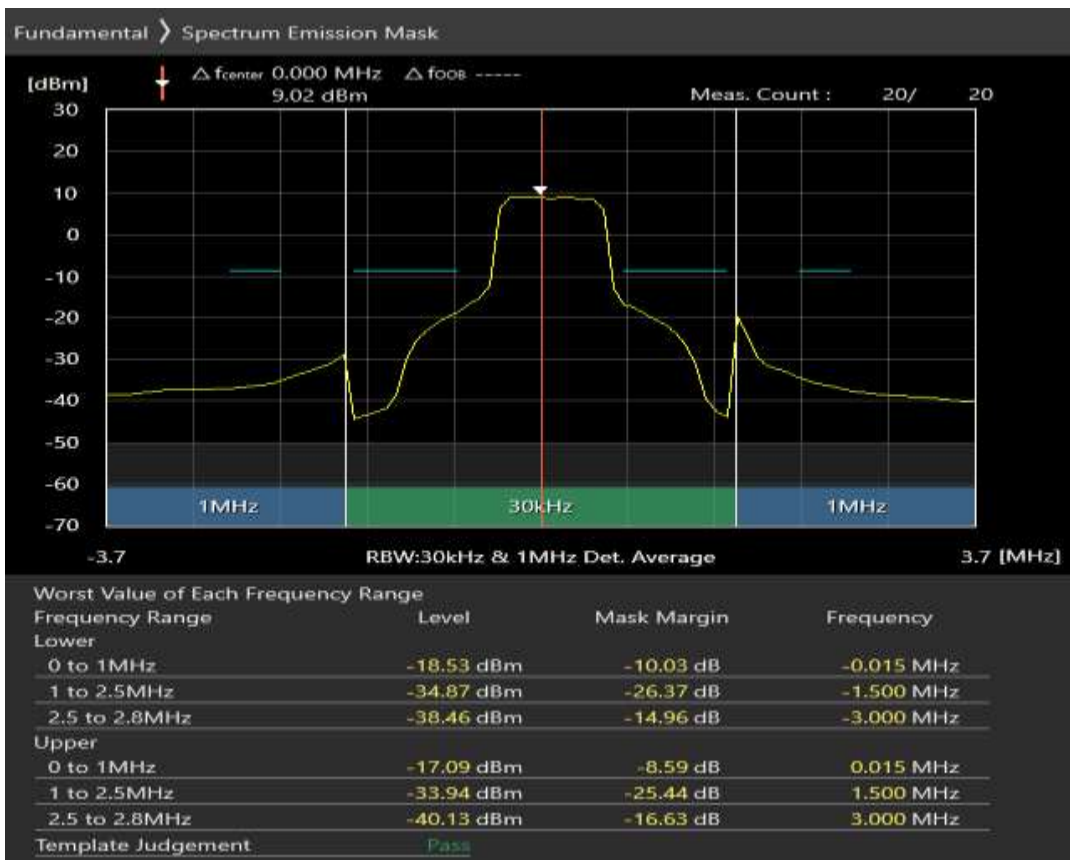 Fundamental 〉 Spectrum Emission Mask
[dBm] △ fcenter 0.000 MHz △ fOOB -----
9.02 dBm Meas. Count : 20/ 20
30
20
10
0
-10
-20
-30
-40
-50
-60
-70
1MHz 30kHz 1MHz
-3.7 RBW:30kHz & 1MHz Det. Average 3.7 [MHz]
Worst Value of Each Frequency Range
Frequency Range Level Mask Margin Frequency
Lower
0 to 1MHz -18.53 dBm -10.03 dB -0.015 MHz
1 to 2.5MHz -34.87 dBm -26.37 dB -1.500 MHz
2.5 to 2.8MHz -38.46 dBm -14.96 dB -3.000 MHz
Upper
0 to 1MHz -17.09 dBm -8.59 dB 0.015 MHz
1 to 2.5MHz -33.94 dBm -25.44 dB 1.500 MHz
2.5 to 2.8MHz -40.13 dBm -16.63 dB 3.000 MHz
Template Judgement Pass